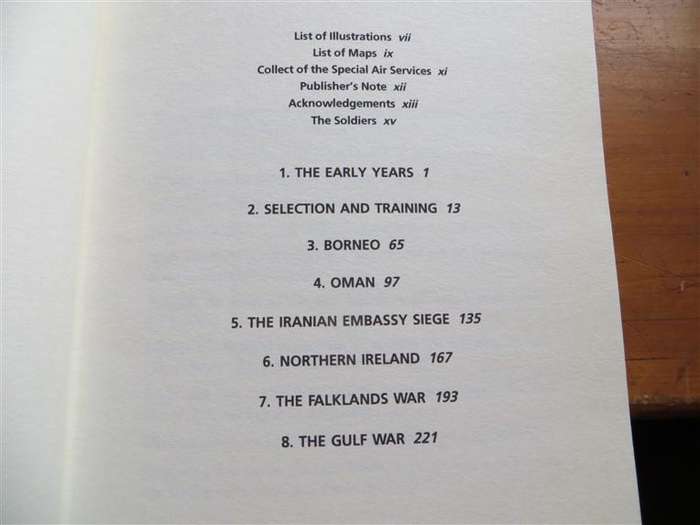 List of Illustrations vii
List of Maps ix
Collect of the Special Air Services xi
Publisher's Note xii
Acknowledgements xiii
The Soldiers xv
1. THE EARLY YEARS 1
2. SELECTION AND TRAINING 13
3. BORNEO 65
4. OMAN 97
5. THE IRANIAN EMBASSY SIEGE 135
6. NORTHERN IRELAND 167
7. THE FALKLANDS WAR 193
8. THE GULF WAR 221